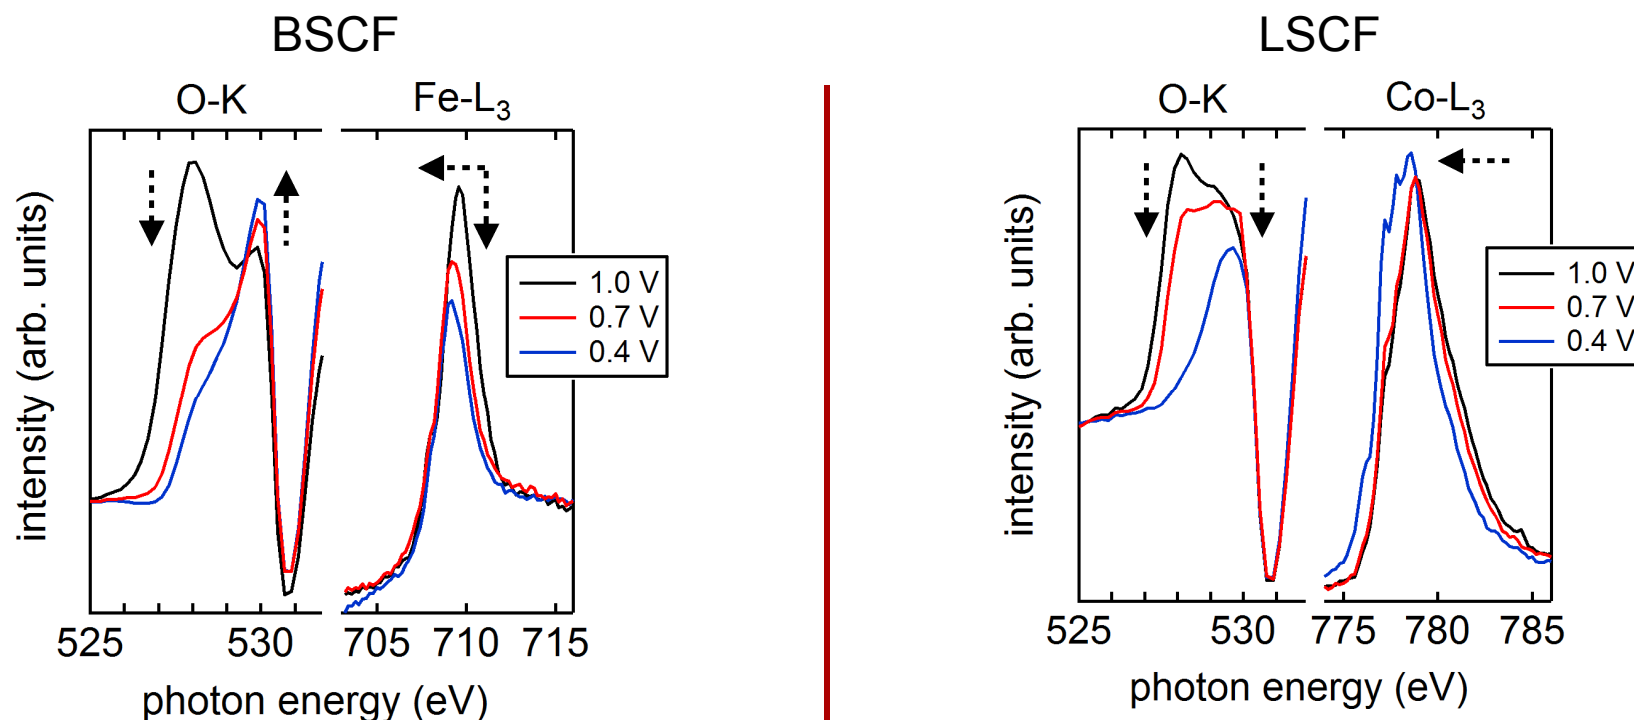 BSCF
O-K
Fe-L3
intensity (arb. units)
1.0 V
0.7 V
0.4 V
525
530
705
710
715
photon energy (eV)
LSCF
O-K
Co-L3
intensity (arb. units)
1.0 V
0.7 V
0.4 V
525
530
775
780
785
photon energy (eV)